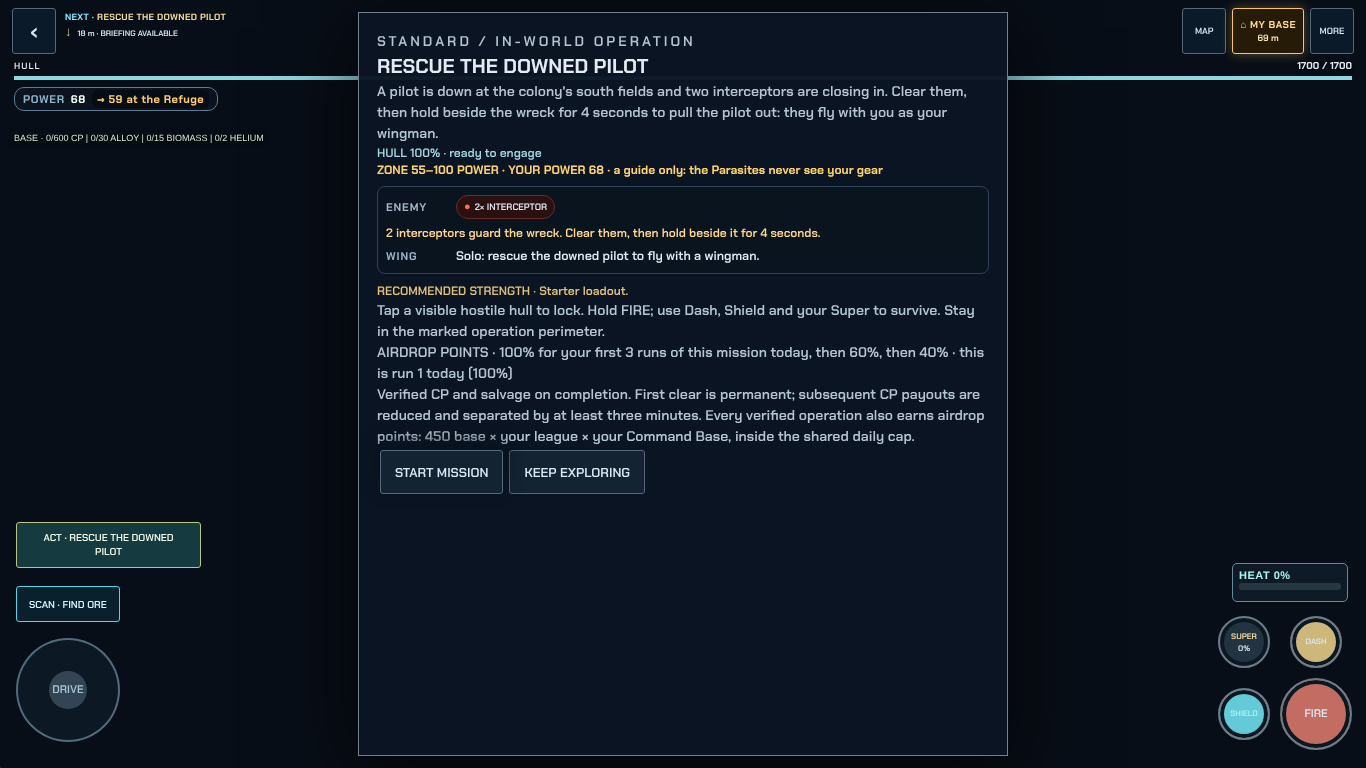 ‹
NEXT · RESCUE THE DOWNED PILOT
↓ 18 m · BRIEFING AVAILABLE
MAP
⌂ MY BASE
69 m
MORE
HULL
1700 / 1700
POWER 68 → 59 at the Refuge
BASE · 0/600 CP | 0/30 ALLOY | 0/15 BIOMASS | 0/2 HELIUM
STANDARD / IN-WORLD OPERATION
RESCUE THE DOWNED PILOT
A pilot is down at the colony's south fields and two interceptors are closing in. Clear them,
then hold beside the wreck for 4 seconds to pull the pilot out: they fly with you as your
wingman.
HULL 100% · ready to engage
ZONE 55–100 POWER · YOUR POWER 68 · a guide only: the Parasites never see your gear
ENEMY
2× INTERCEPTOR
2 interceptors guard the wreck. Clear them, then hold beside it for 4 seconds.
WING
Solo: rescue the downed pilot to fly with a wingman.
RECOMMENDED STRENGTH · Starter loadout.
Tap a visible hostile hull to lock. Hold FIRE; use Dash, Shield and your Super to survive. Stay
in the marked operation perimeter.
AIRDROP POINTS · 100% for your first 3 runs of this mission today, then 60%, then 40% · this
is run 1 today (100%)
Verified CP and salvage on completion. First clear is permanent; subsequent CP payouts are
reduced and separated by at least three minutes. Every verified operation also earns airdrop
points: 450 base × your league × your Command Base, inside the shared daily cap.
START MISSION
KEEP EXPLORING
ACT · RESCUE THE DOWNED
PILOT
SCAN · FIND ORE
DRIVE
HEAT 0%
SUPER
0%
DASH
SHIELD
FIRE